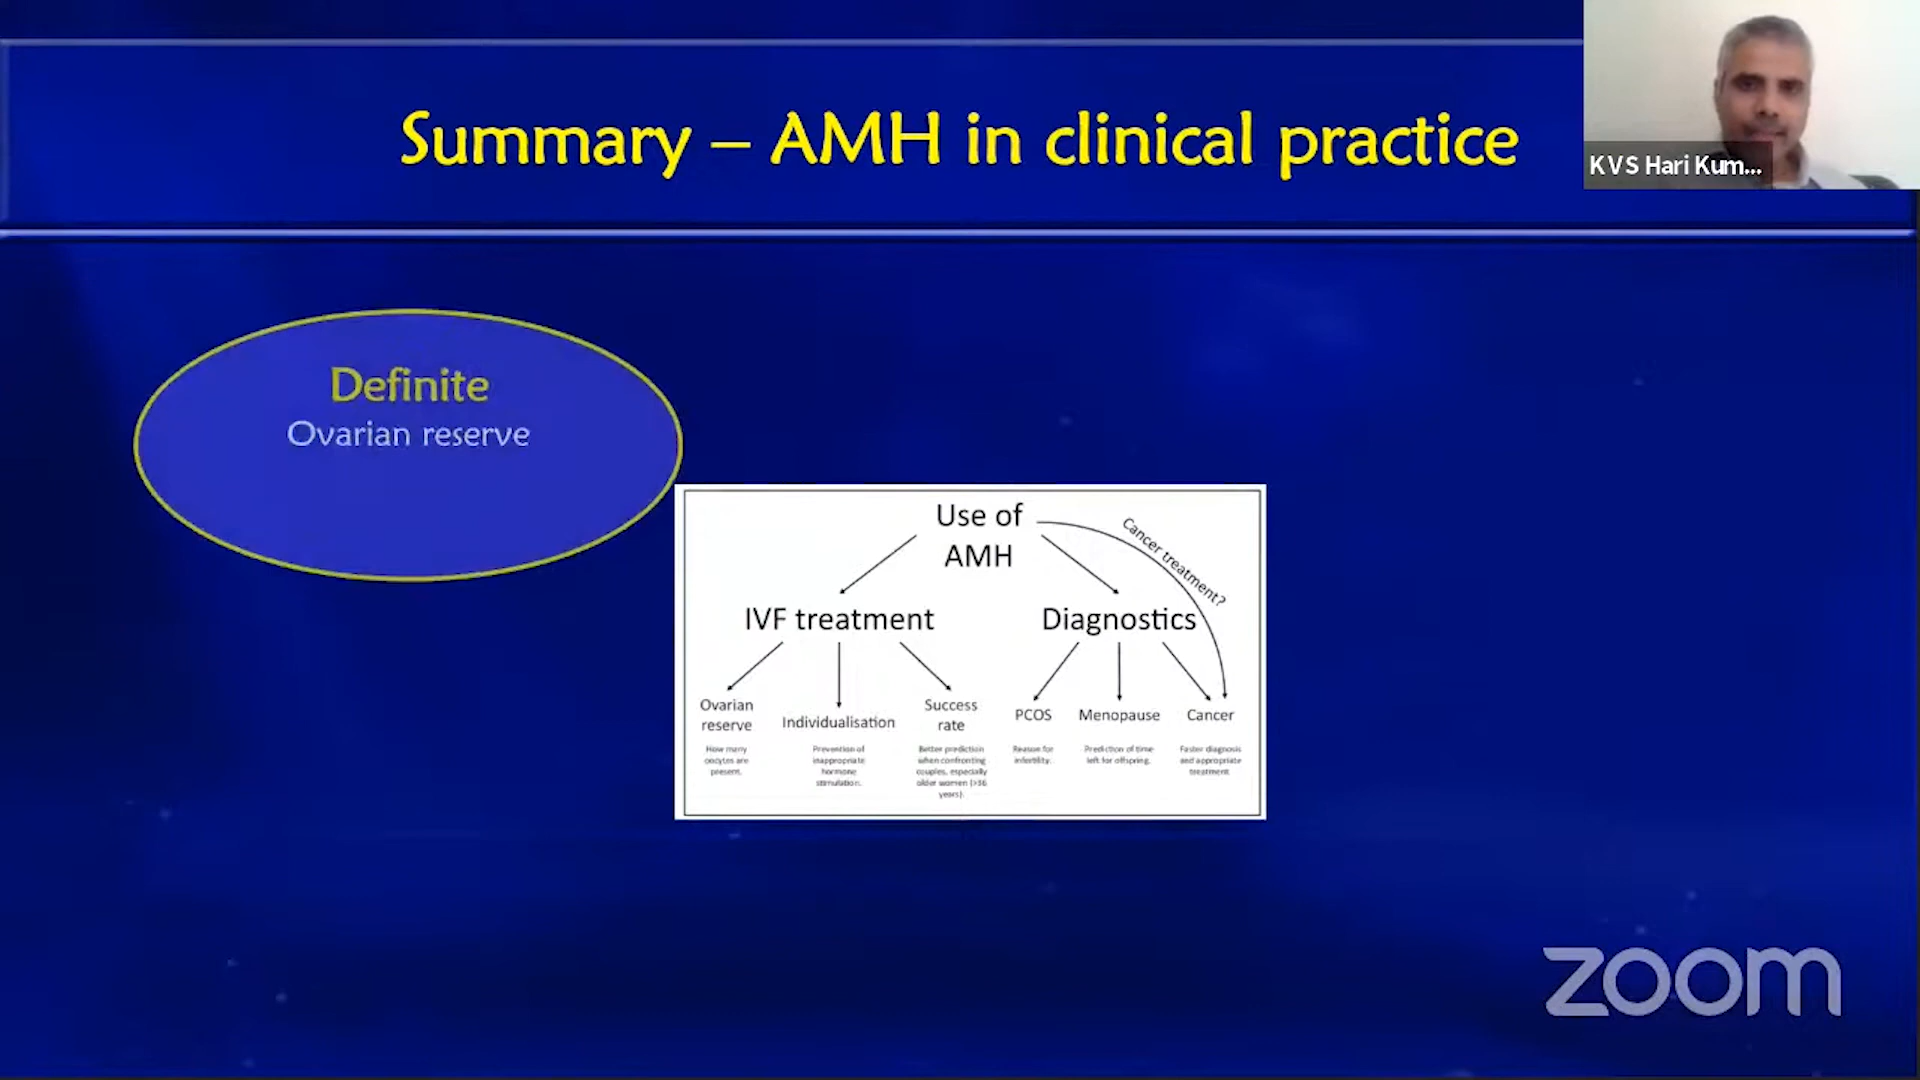 Summary – AMH in clinical practice
K V S Hari Kum...
Definite
Ovarian reserve
Use of
AMH
Cancer treatment?
IVF treatment
Diagnostics
Ovarian
reserve
Individualisation
Success
rate
PCOS
Menopause
Cancer
How many
oocytes are
present.
Prevention of
inappropriate
hormone
stimulation.
Better prediction
when confronting
couples, especially
older women (>36
years).
Reason for
infertility.
Prediction of time
left for offspring.
Faster diagnosis
and appropriate
treatment
zoom